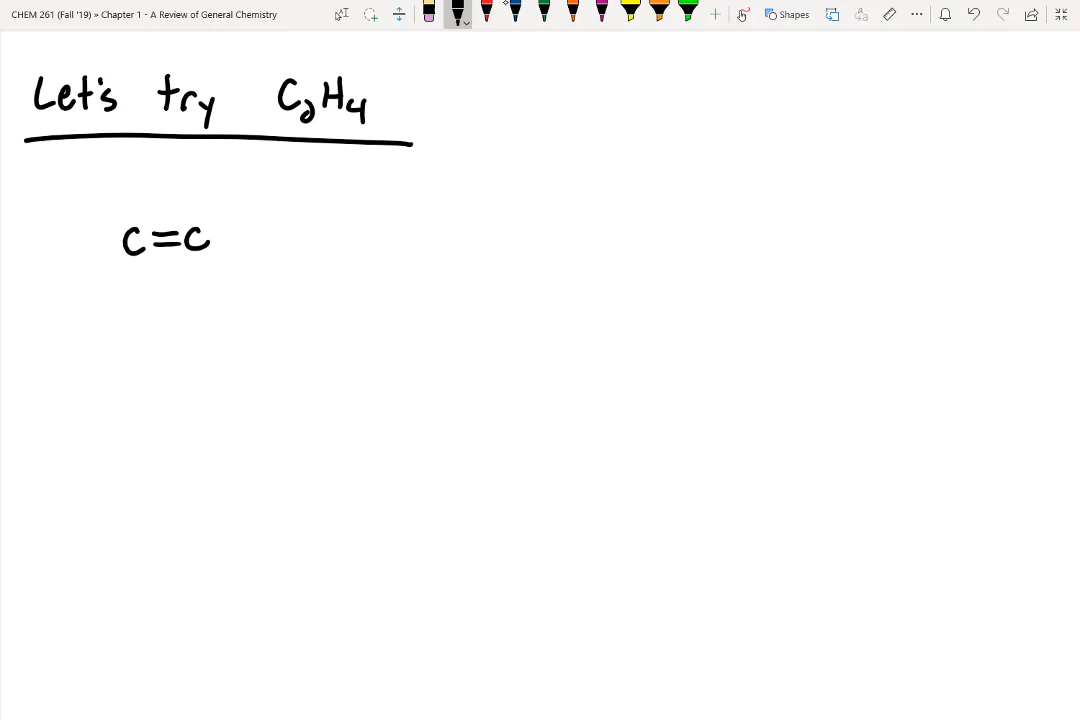 CHEM 261 (Fall '19) » Chapter 1 - A Review of General Chemistry
Shapes
Let's try C₂H₄
C=C